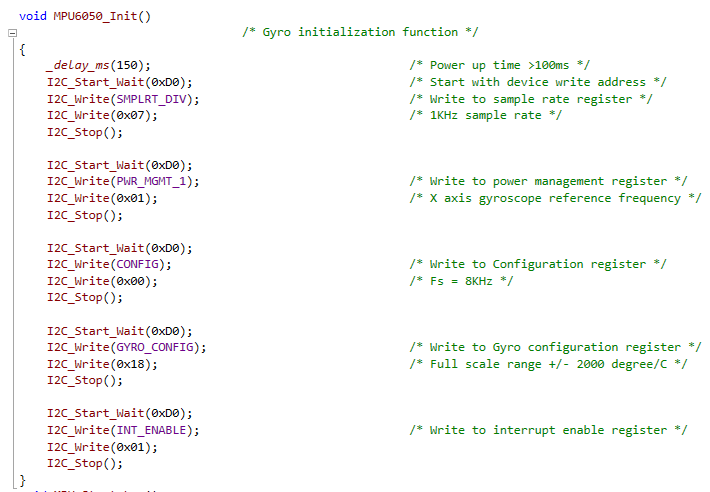 void MPU6050_Init()
/* Gyro initialization function */
{
_delay_ms(150); /* Power up time >100ms */
I2C_Start_Wait(0xD0); /* Start with device write address */
I2C_Write(SMPLRT_DIV); /* Write to sample rate register */
I2C_Write(0x07); /* 1KHz sample rate */
I2C_Stop();
I2C_Start_Wait(0xD0);
I2C_Write(PWR_MGMT_1); /* Write to power management register */
I2C_Write(0x01); /* X axis gyroscope reference frequency */
I2C_Stop();
I2C_Start_Wait(0xD0);
I2C_Write(CONFIG); /* Write to Configuration register */
I2C_Write(0x00); /* Fs = 8KHz */
I2C_Stop();
I2C_Start_Wait(0xD0);
I2C_Write(GYRO_CONFIG); /* Write to Gyro configuration register */
I2C_Write(0x18); /* Full scale range +/- 2000 degree/C */
I2C_Stop();
I2C_Start_Wait(0xD0);
I2C_Write(INT_ENABLE); /* Write to interrupt enable register */
I2C_Write(0x01);
I2C_Stop();
}